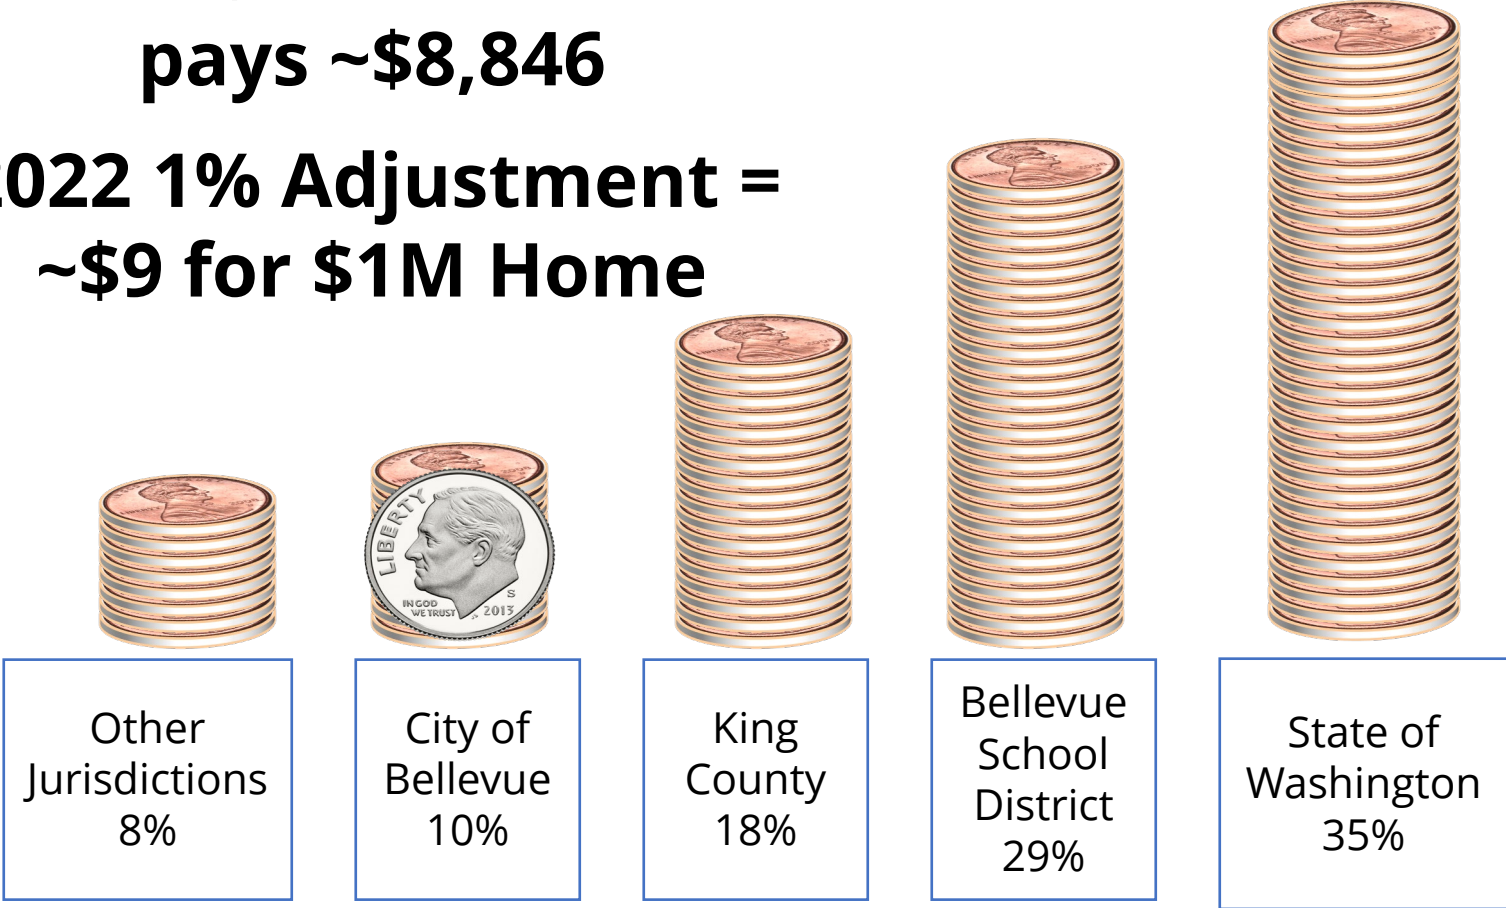 pays ~$8,846
2022 1% Adjustment =
~$9 for $1M Home
LIBERTY
IN GOD
WE TRUST
S
2013
Other
Jurisdictions
8%
City of
Bellevue
10%
King
County
18%
Bellevue
School
District
29%
State of
Washington
35%